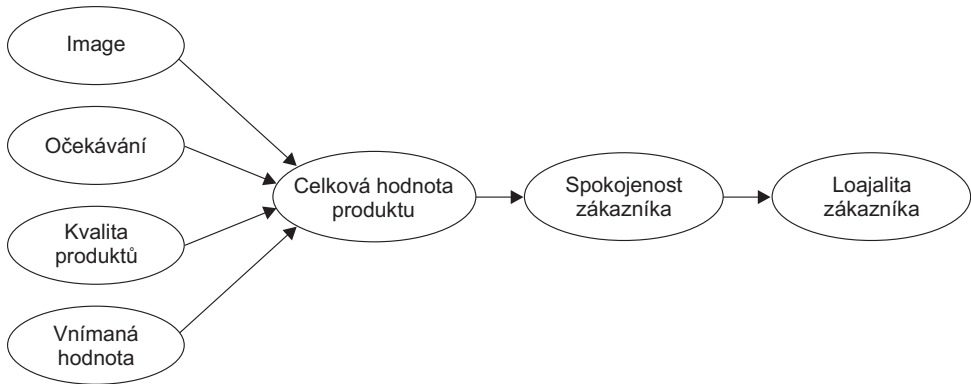 Image
Očekávání
Kvalita
produktů
Vnímaná
hodnota
Celková hodnota
produktu
Spokojenost
zákazníka
Loajalita
zákazníka